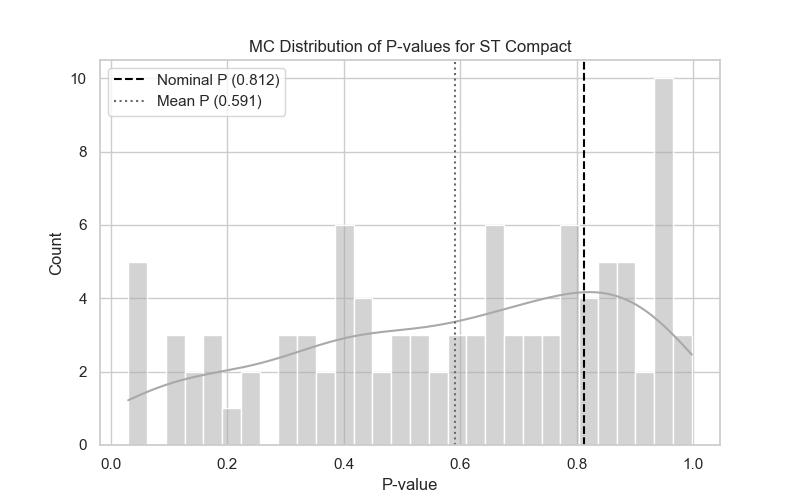 MC Distribution of P-values for ST Compact
Nominal P (0.812)
Mean P (0.591)
Count
10
8
6
4
2
0
0.0 0.2 0.4 0.6 0.8 1.0
P-value